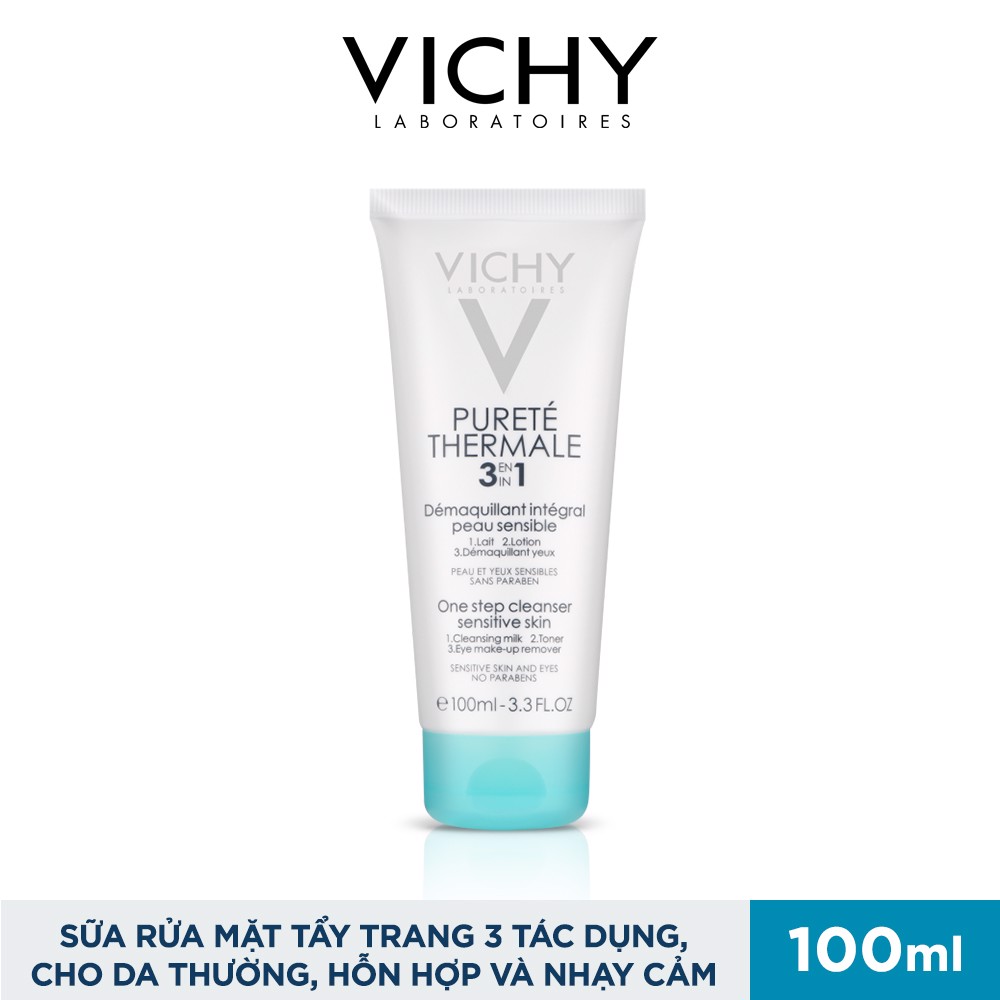 VICHY
LABORATOIRES
VICHY
LABORATOIRES
V
PURETÉ
THERMALE
3 EN IN 1
Démaquillant intégral
peau sensible
1.Lait 2.Lotion
3.Démaquillant yeux
PEAU ET YEUX SENSIBLES
SANS PARABEN
One step cleanser
sensitive skin
1.Cleansing milk 2.Toner
3.Eye make-up remover
SENSITIVE SKIN AND EYES
NO PARABENS
℮100ml - 3.3 FL.OZ
SỮA RỬA MẶT TẨY TRANG 3 TÁC DỤNG,
CHO DA THƯỜNG, HỖN HỢP VÀ NHẠY CẢM
100ml